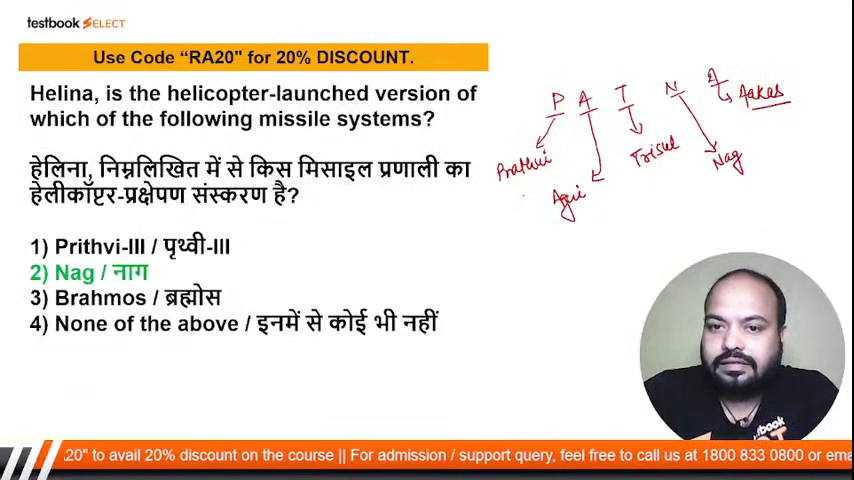 testbook SELECT
Use Code “RA20" for 20% DISCOUNT.
Helina, is the helicopter-launched version of
which of the following missile systems?
हेलिना, निम्नलिखित में से किस मिसाइल प्रणाली का
हेलीकॉप्टर-प्रक्षेपण संस्करण है?
1) Prithvi-III / पृथ्वी-III
2) Nag / नाग
3) Brahmos / ब्रह्मोस
4) None of the above / इनमें से कोई भी नहीं
P A T N A
Aakas
Trisul
Nag
Prathvi
Agni
testbook
.20" to avail 20% discount on the course || For admission / support query, feel free to call us at 1800 833 0800 or ema